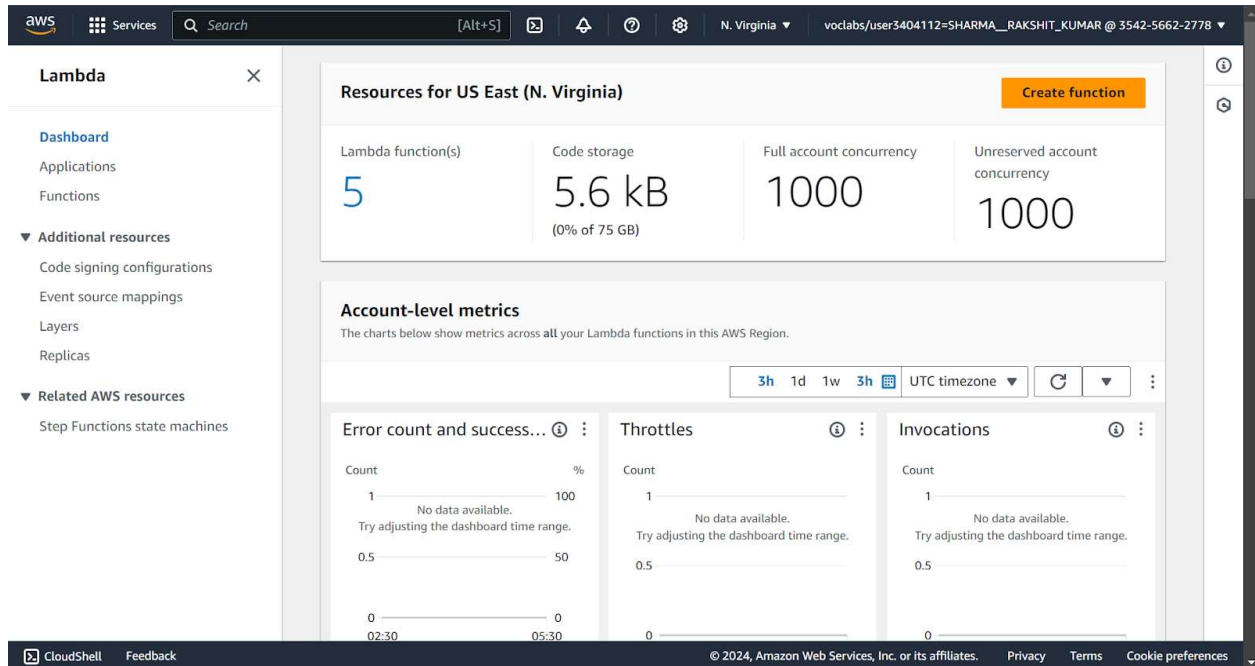 aws
Services
Search
[Alt+S]
N. Virginia
voclabs/user3404112=SHARMA__RAKSHIT_KUMAR @ 3542-5662-2778
Lambda
Dashboard
Applications
Functions
Additional resources
Code signing configurations
Event source mappings
Layers
Replicas
Related AWS resources
Step Functions state machines
Resources for US East (N. Virginia)
Create function
Lambda function(s)
5
Code storage
5.6 kB
(0% of 75 GB)
Full account concurrency
1000
Unreserved account
concurrency
1000
Account-level metrics
The charts below show metrics across all your Lambda functions in this AWS Region.
3h 1d 1w 3h UTC timezone
Error count and success...
Count %
1 100
No data available.
Try adjusting the dashboard time range.
0.5 50
0 0
02:30 05:30
Throttles
Count
1
No data available.
Try adjusting the dashboard time range.
0.5
0
Invocations
Count
1
No data available.
Try adjusting the dashboard time range.
0.5
0
CloudShell Feedback
© 2024, Amazon Web Services, Inc. or its affiliates. Privacy Terms Cookie preferences